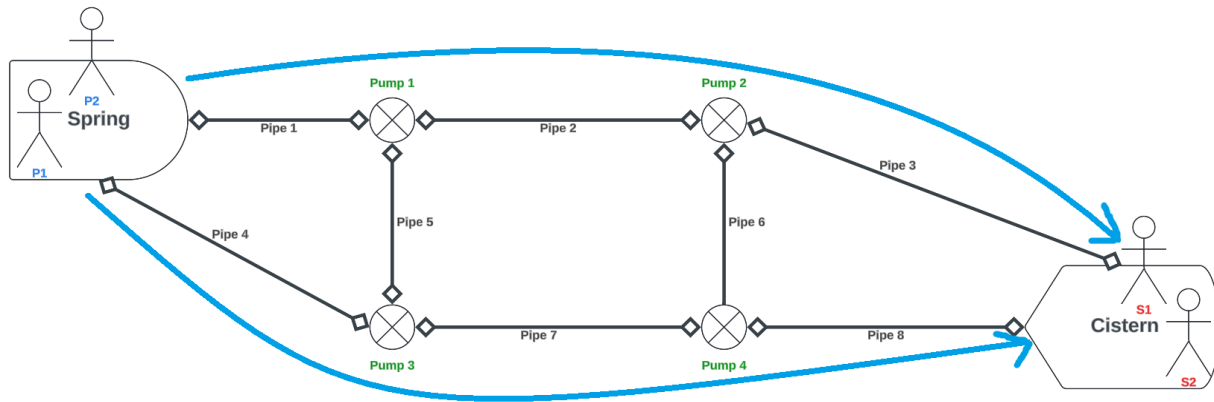 P2
Spring
P1
Pump 1
Pump 2
Pipe 1
Pipe 2
Pipe 3
Pipe 4
Pipe 5
Pipe 6
Pipe 7
Pipe 8
Pump 3
Pump 4
S1
Cistern
S2